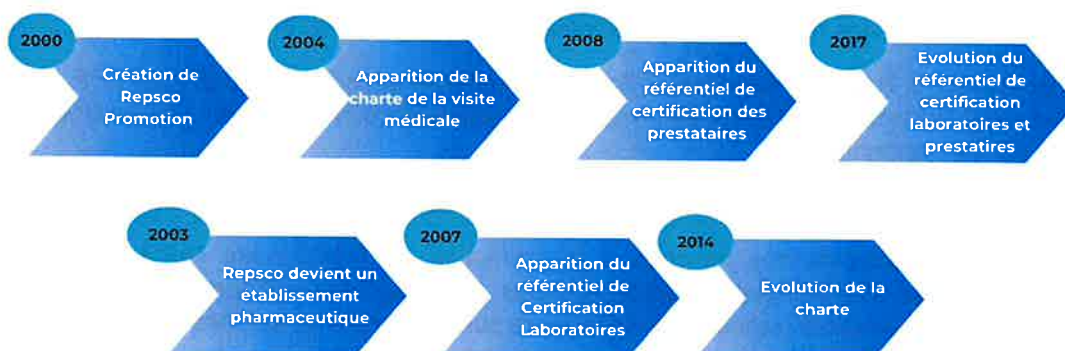 2000
Création de
Repsco
Promotion
2004
Apparition de la
charte de la visite
médicale
2008
Apparition du
référentiel de
certification des
prestataires
2017
Evolution du
référentiel de
certification
laboratoires et
prestatires
2003
Repsco devient un
établissement
pharmaceutique
2007
Apparition du
référentiel de
Certification
Laboratoires
2014
Evolution de la
charte